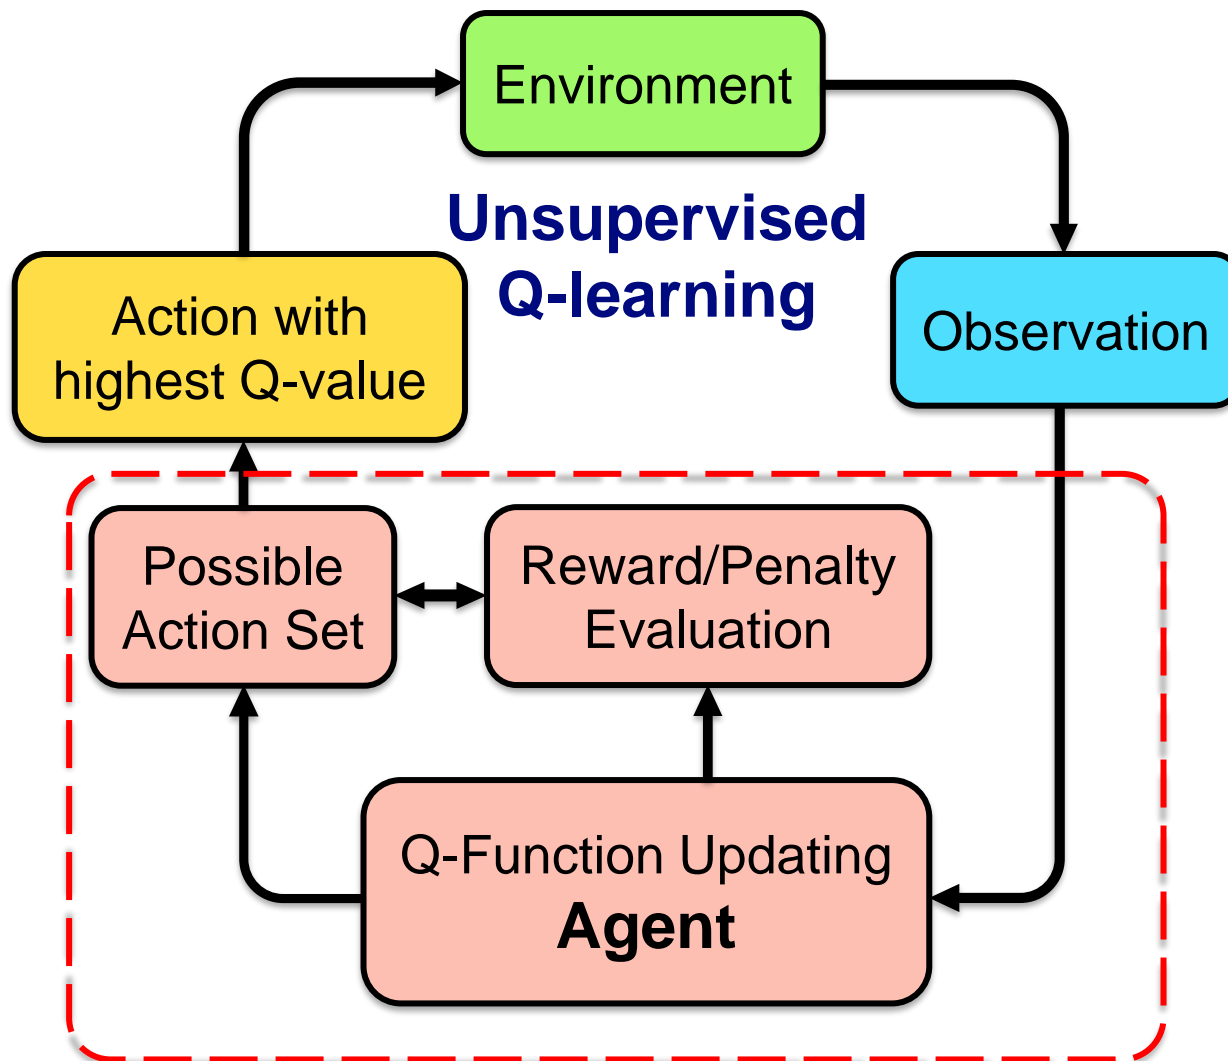 Environment
Unsupervised
Q-learning
Action with
highest Q-value
Observation
Possible
Action Set
Reward/Penalty
Evaluation
Q-Function Updating
Agent